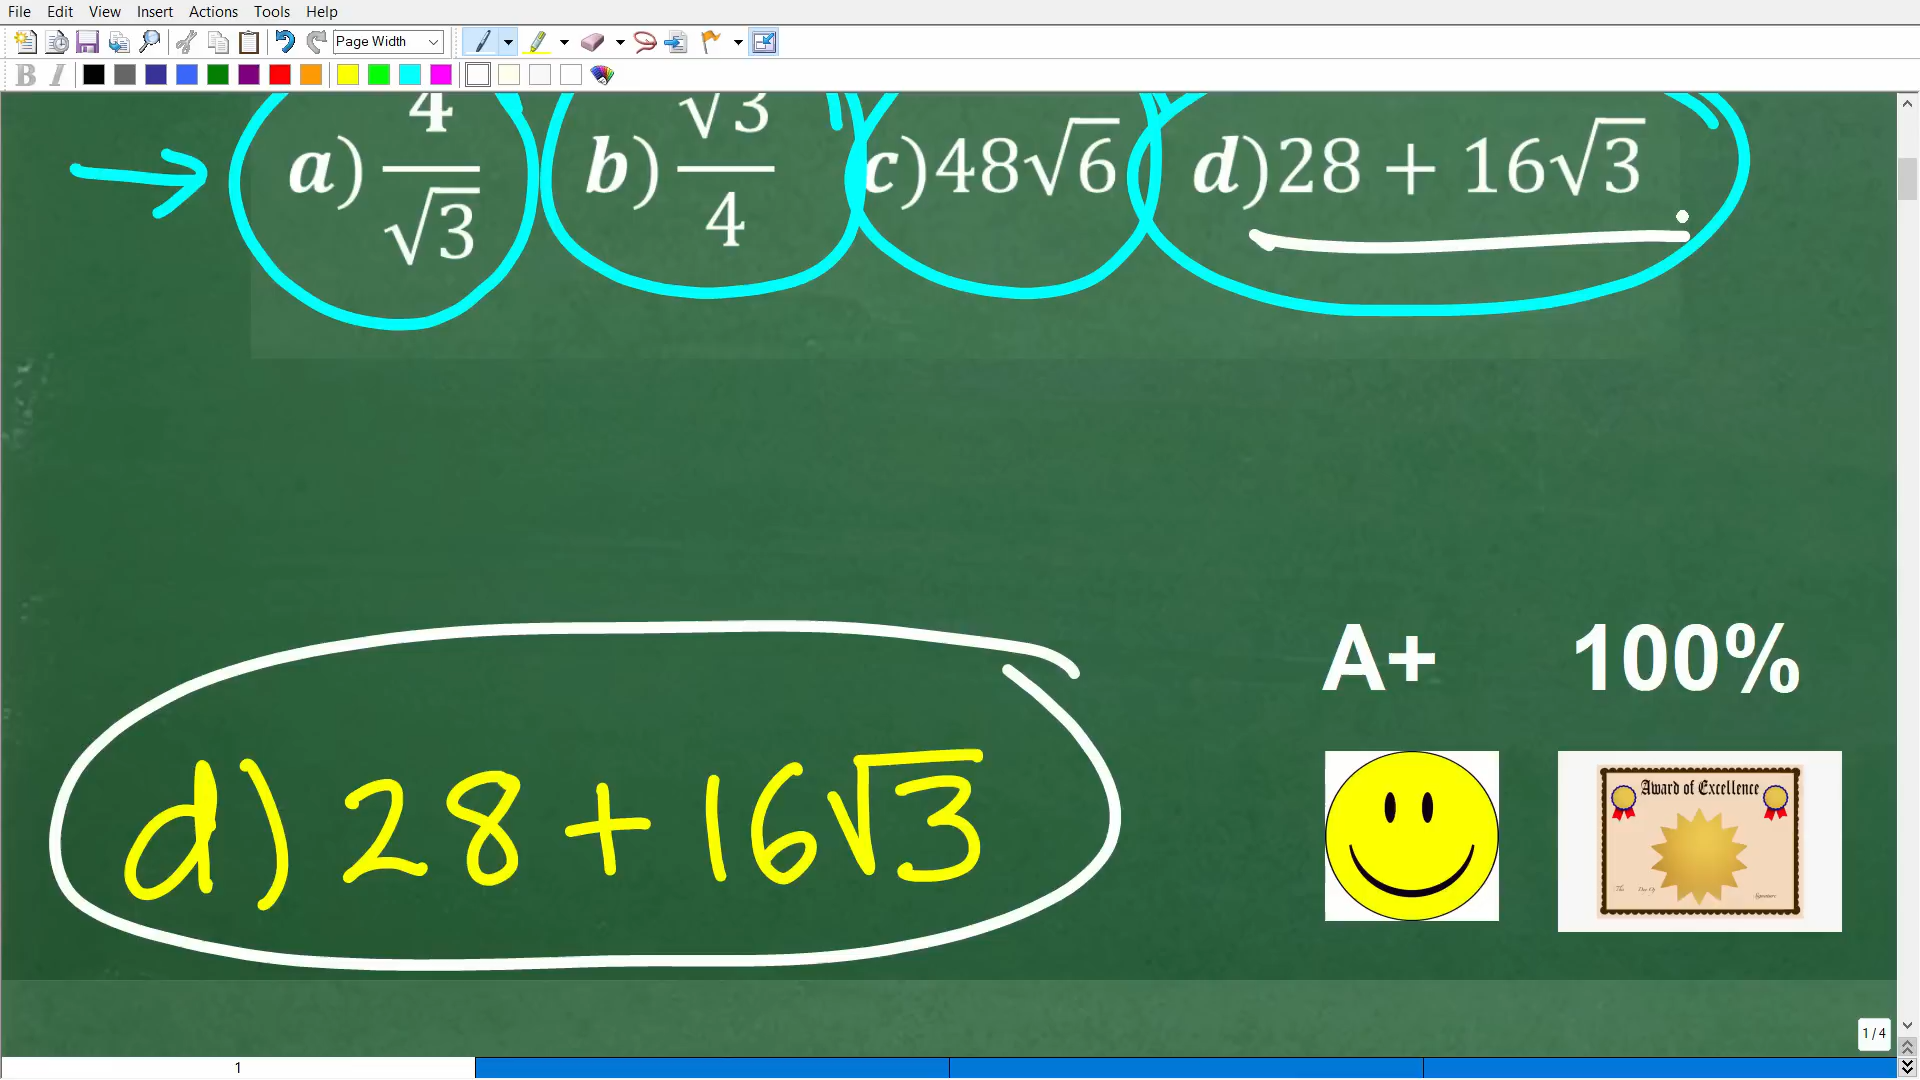 File Edit View Insert Actions Tools Help
Page Width
B I
a) 4/√3 b) √3/4 c)48√6 d)28 + 16√3
A+ 100%
d) 28 + 16√3
Award of Excellence
1 / 4
1